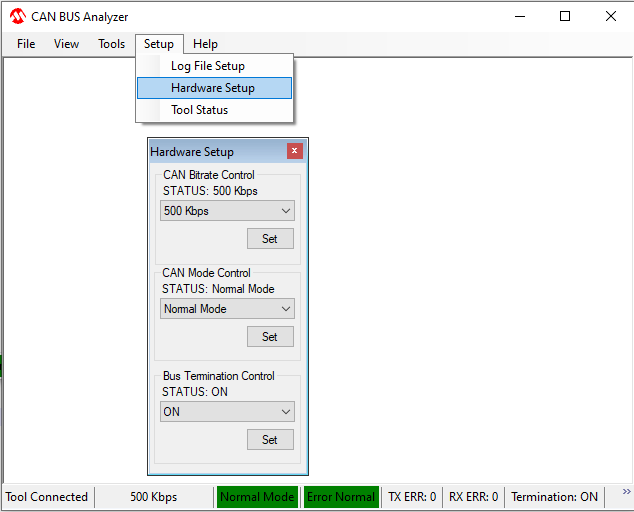 CAN BUS Analyzer
File View Tools Setup Help
Log File Setup
Hardware Setup
Tool Status
Hardware Setup
CAN Bitrate Control
STATUS: 500 Kbps
500 Kbps
Set
CAN Mode Control
STATUS: Normal Mode
Normal Mode
Set
Bus Termination Control
STATUS: ON
ON
Set
Tool Connected 500 Kbps Normal Mode Error Normal TX ERR: 0 RX ERR: 0 Termination: ON »